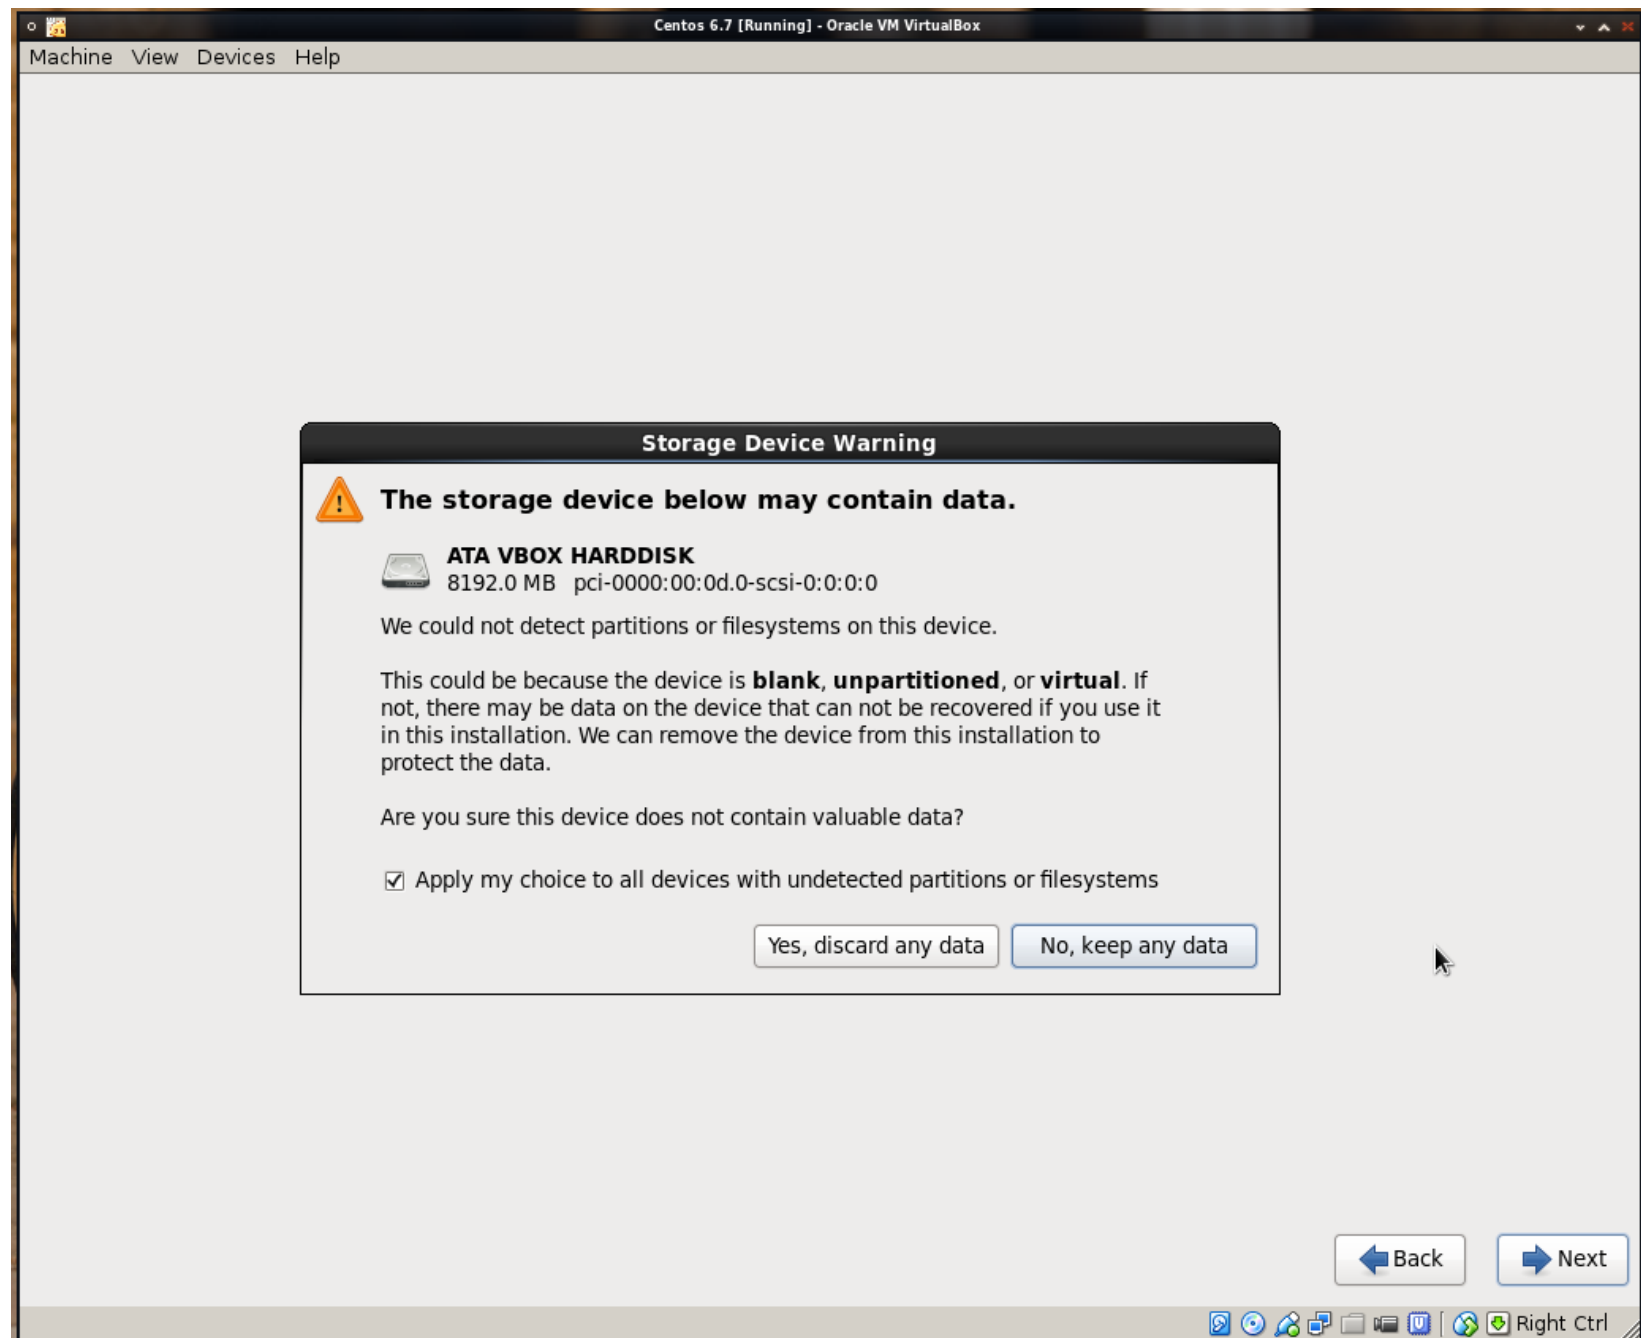 Centos 6.7 [Running] - Oracle VM VirtualBox
Machine View Devices Help
Storage Device Warning
The storage device below may contain data.
ATA VBOX HARDDISK
8192.0 MB pci-0000:00:0d.0-scsi-0:0:0:0
We could not detect partitions or filesystems on this device.
This could be because the device is blank, unpartitioned, or virtual. If
not, there may be data on the device that can not be recovered if you use it
in this installation. We can remove the device from this installation to
protect the data.
Are you sure this device does not contain valuable data?
Apply my choice to all devices with undetected partitions or filesystems
Yes, discard any data No, keep any data
Back Next
Right Ctrl